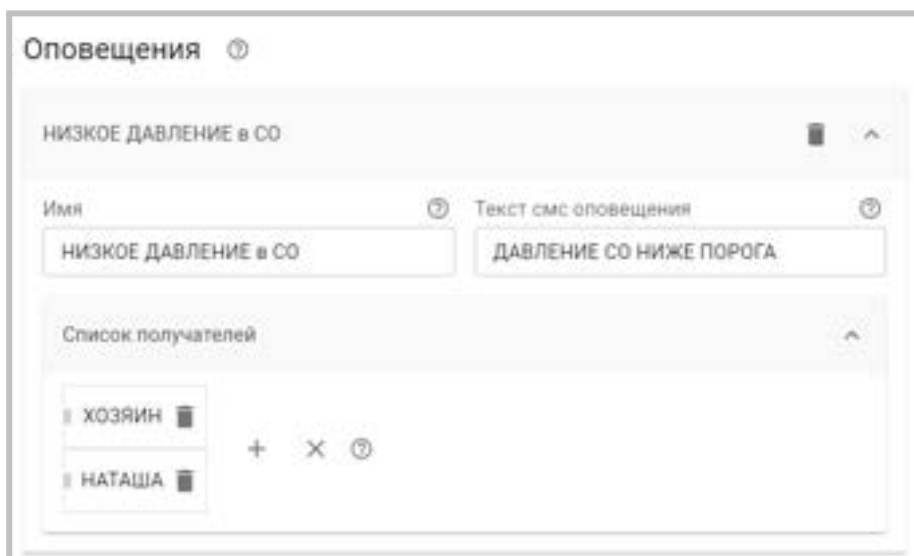 Оповещения
НИЗКОЕ ДАВЛЕНИЕ в СО
Имя
Текст смс оповещения
НИЗКОЕ ДАВЛЕНИЕ в СО
ДАВЛЕНИЕ СО НИЖЕ ПОРОГА
Список получателей
ХОЗЯИН
НАТАША